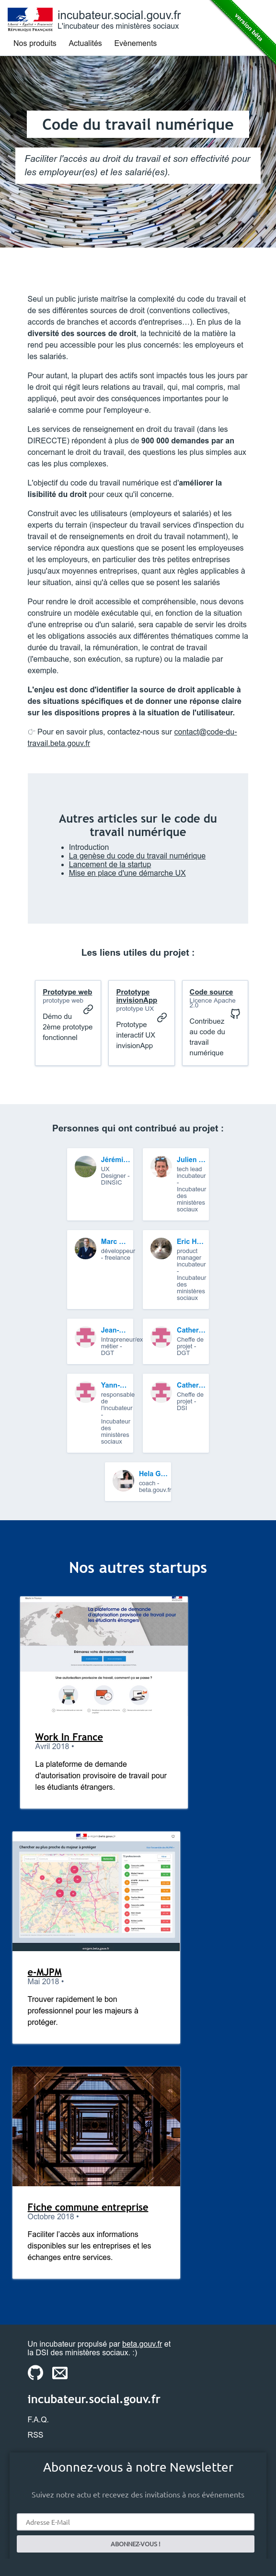 Liberté • Égalité • Fraternité
RÉPUBLIQUE FRANÇAISE
incubateur.social.gouv.fr
L'incubateur des ministères sociaux
version bêta
Nos produits Actualités Evènements
Code du travail numérique
Faciliter l'accès au droit du travail et son effectivité pour
les employeur(es) et les salarié(es).
Seul un public juriste maîtrîse la complexité du code du travail et
de ses différentes sources de droit (conventions collectives,
accords de branches et accords d'entreprises…). En plus de la
diversité des sources de droit, la technicité de la matière la
rend peu accessible pour les plus concernés: les employeurs et
les salariés.
Pour autant, la plupart des actifs sont impactés tous les jours par
le droit qui régit leurs relations au travail, qui, mal compris, mal
appliqué, peut avoir des conséquences importantes pour le
salarié·e comme pour l'employeur·e.
Les services de renseignement en droit du travail (dans les
DIRECCTE) répondent à plus de 900 000 demandes par an
concernent le droit du travail, des questions les plus simples aux
cas les plus complexes.
L'objectif du code du travail numérique est d'améliorer la
lisibilité du droit pour ceux qu'il concerne.
Construit avec les utilisateurs (employeurs et salariés) et les
experts du terrain (inspecteur du travail services d'inspection du
travail et de renseignements en droit du travail notamment), le
service répondra aux questions que se posent les employeuses
et les employeurs, en particulier des très petites entreprises
jusqu'aux moyennes entreprises, quant aux règles applicables à
leur situation, ainsi qu'à celles que se posent les salariés
Pour rendre le droit accessible et compréhensible, nous devons
construire un modèle exécutable qui, en fonction de la situation
d'une entreprise ou d'un salarié, sera capable de servir les droits
et les obligations associés aux différentes thématiques comme la
durée du travail, la rémunération, le contrat du travail
(l'embauche, son exécution, sa rupture) ou la maladie par
exemple.
L'enjeu est donc d'identifier la source de droit applicable à
des situations spécifiques et de donner une réponse claire
sur les dispositions propres à la situation de l'utilisateur.
👉 Pour en savoir plus, contactez-nous sur contact@code-du-
travail.beta.gouv.fr
Autres articles sur le code du
travail numérique
Introduction
La genèse du code du travail numérique
Lancement de la startup
Mise en place d'une démarche UX
Les liens utiles du projet :
Prototype web
prototype web
Démo du
2ème prototype
fonctionnel
Prototype
invisionApp
prototype UX
Prototype
interactif UX
invisionApp
Code source
Licence Apache
2.0
Contribuez
au code du
travail
numérique
Personnes qui ont contribué au projet :
Jérémi...
UX
Designer -
DINSIC
Julien ...
tech lead
incubateur
-
Incubateur
des
ministères
sociaux
Marc ...
développeur
- freelance
Eric H...
product
manager
incubateur
-
Incubateur
des
ministères
sociaux
Jean-...
intrapreneur/ex
métier -
DGT
Cather...
Cheffe de
projet -
DGT
Yann-...
responsable
de
l'incubateur
-
Incubateur
des
ministères
sociaux
Cather...
Cheffe de
projet -
DSI
Hela G...
coach -
beta.gouv.fr
Nos autres startups
La plateforme de demande
d'autorisation provisoire de travail pour
les étudiants étrangers
Work In France
Avril 2018 •
La plateforme de demande
d'autorisation provisoire de travail pour
les étudiants étrangers.
e-MJPM
Mai 2018 •
Trouver rapidement le bon
professionnel pour les majeurs à
protéger.
Fiche commune entreprise
Octobre 2018 •
Faciliter l'accès aux informations
disponibles sur les entreprises et les
échanges entre services.
Un incubateur propulsé par beta.gouv.fr et
la DSI des ministères sociaux. :)
incubateur.social.gouv.fr
F.A.Q.
RSS
Abonnez-vous à notre Newsletter
Suivez notre actu et recevez des invitations à nos événements
Adresse E-Mail
ABONNEZ-VOUS !